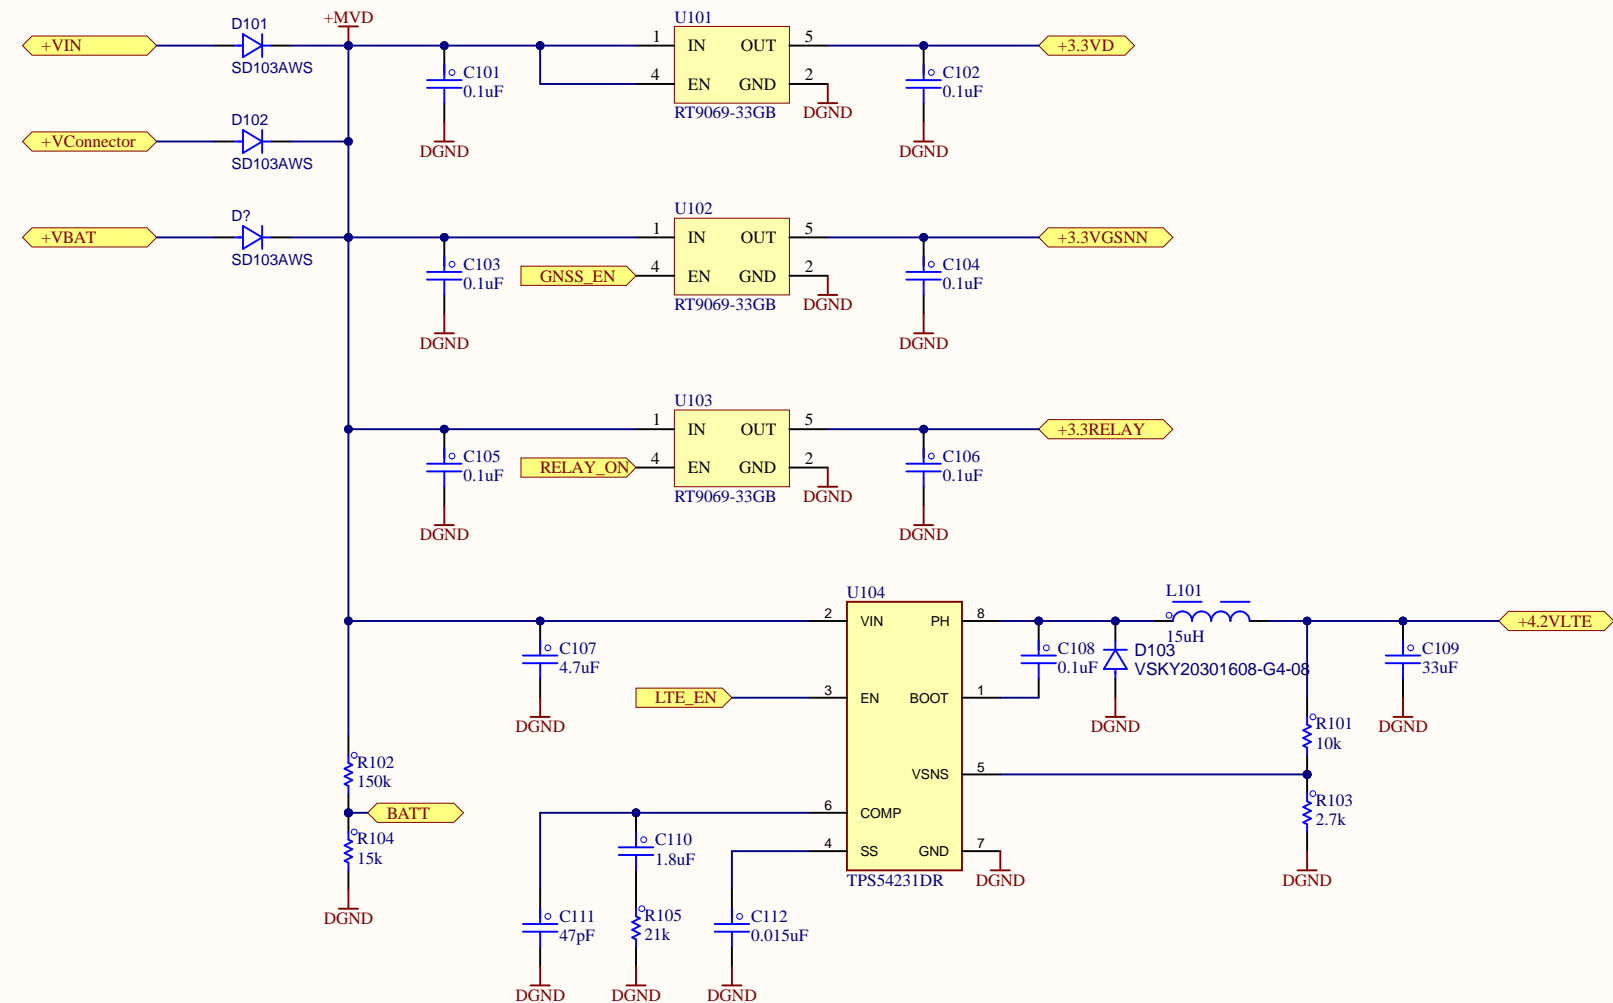 +MVD
D101
+VIN
SD103AWS
D102
+VConnector
SD103AWS
D?
+VBAT
SD103AWS
C101
0.1uF
DGND
U101
1
IN
OUT
5
4
EN
GND
2
RT9069-33GB
DGND
C102
0.1uF
DGND
+3.3VD
C103
0.1uF
DGND
GNSS_EN
U102
1
IN
OUT
5
4
EN
GND
2
RT9069-33GB
DGND
C104
0.1uF
DGND
+3.3VGSNN
C105
0.1uF
DGND
RELAY_ON
U103
1
IN
OUT
5
4
EN
GND
2
RT9069-33GB
DGND
C106
0.1uF
DGND
+3.3RELAY
C107
4.7uF
DGND
LTE_EN
U104
2
VIN
PH
8
3
EN
BOOT
1
VSNS
5
6
COMP
4
SS
GND
7
TPS54231DR
DGND
C108
0.1uF
D103
VSKY20301608-G4-08
DGND
L101
15uH
C109
33uF
DGND
+4.2VLTE
R101
10k
R103
2.7k
DGND
R102
150k
BATT
R104
15k
DGND
C110
1.8uF
C111
47pF
DGND
R105
21k
DGND
C112
0.015uF
DGND